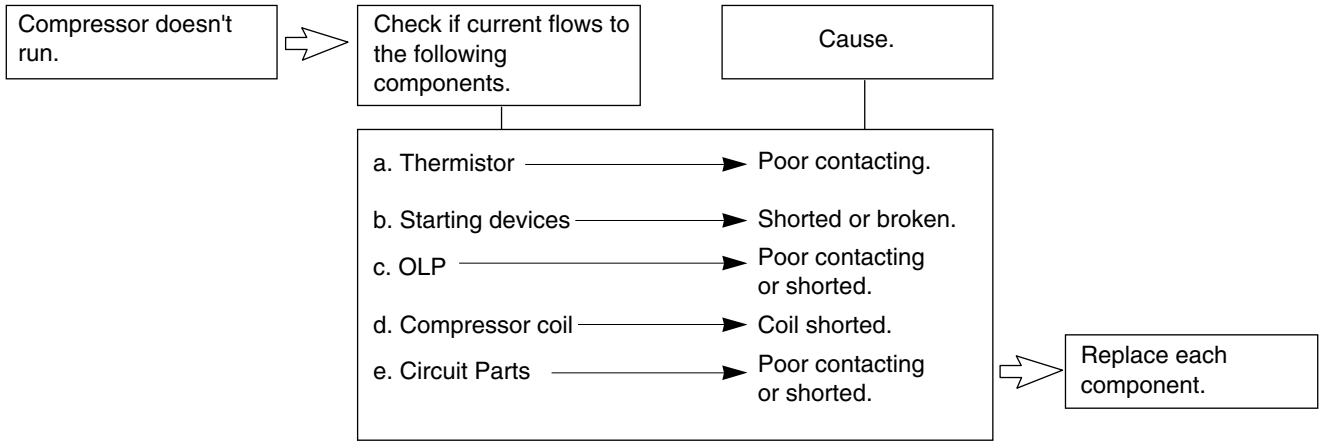 Compressor doesn't
run.
Check if current flows to
the following
components.
Cause.
a. Thermistor
Poor contacting.
b. Starting devices
Shorted or broken.
c. OLP
Poor contacting
or shorted.
d. Compressor coil
Coil shorted.
e. Circuit Parts
Poor contacting
or shorted.
Replace each
component.